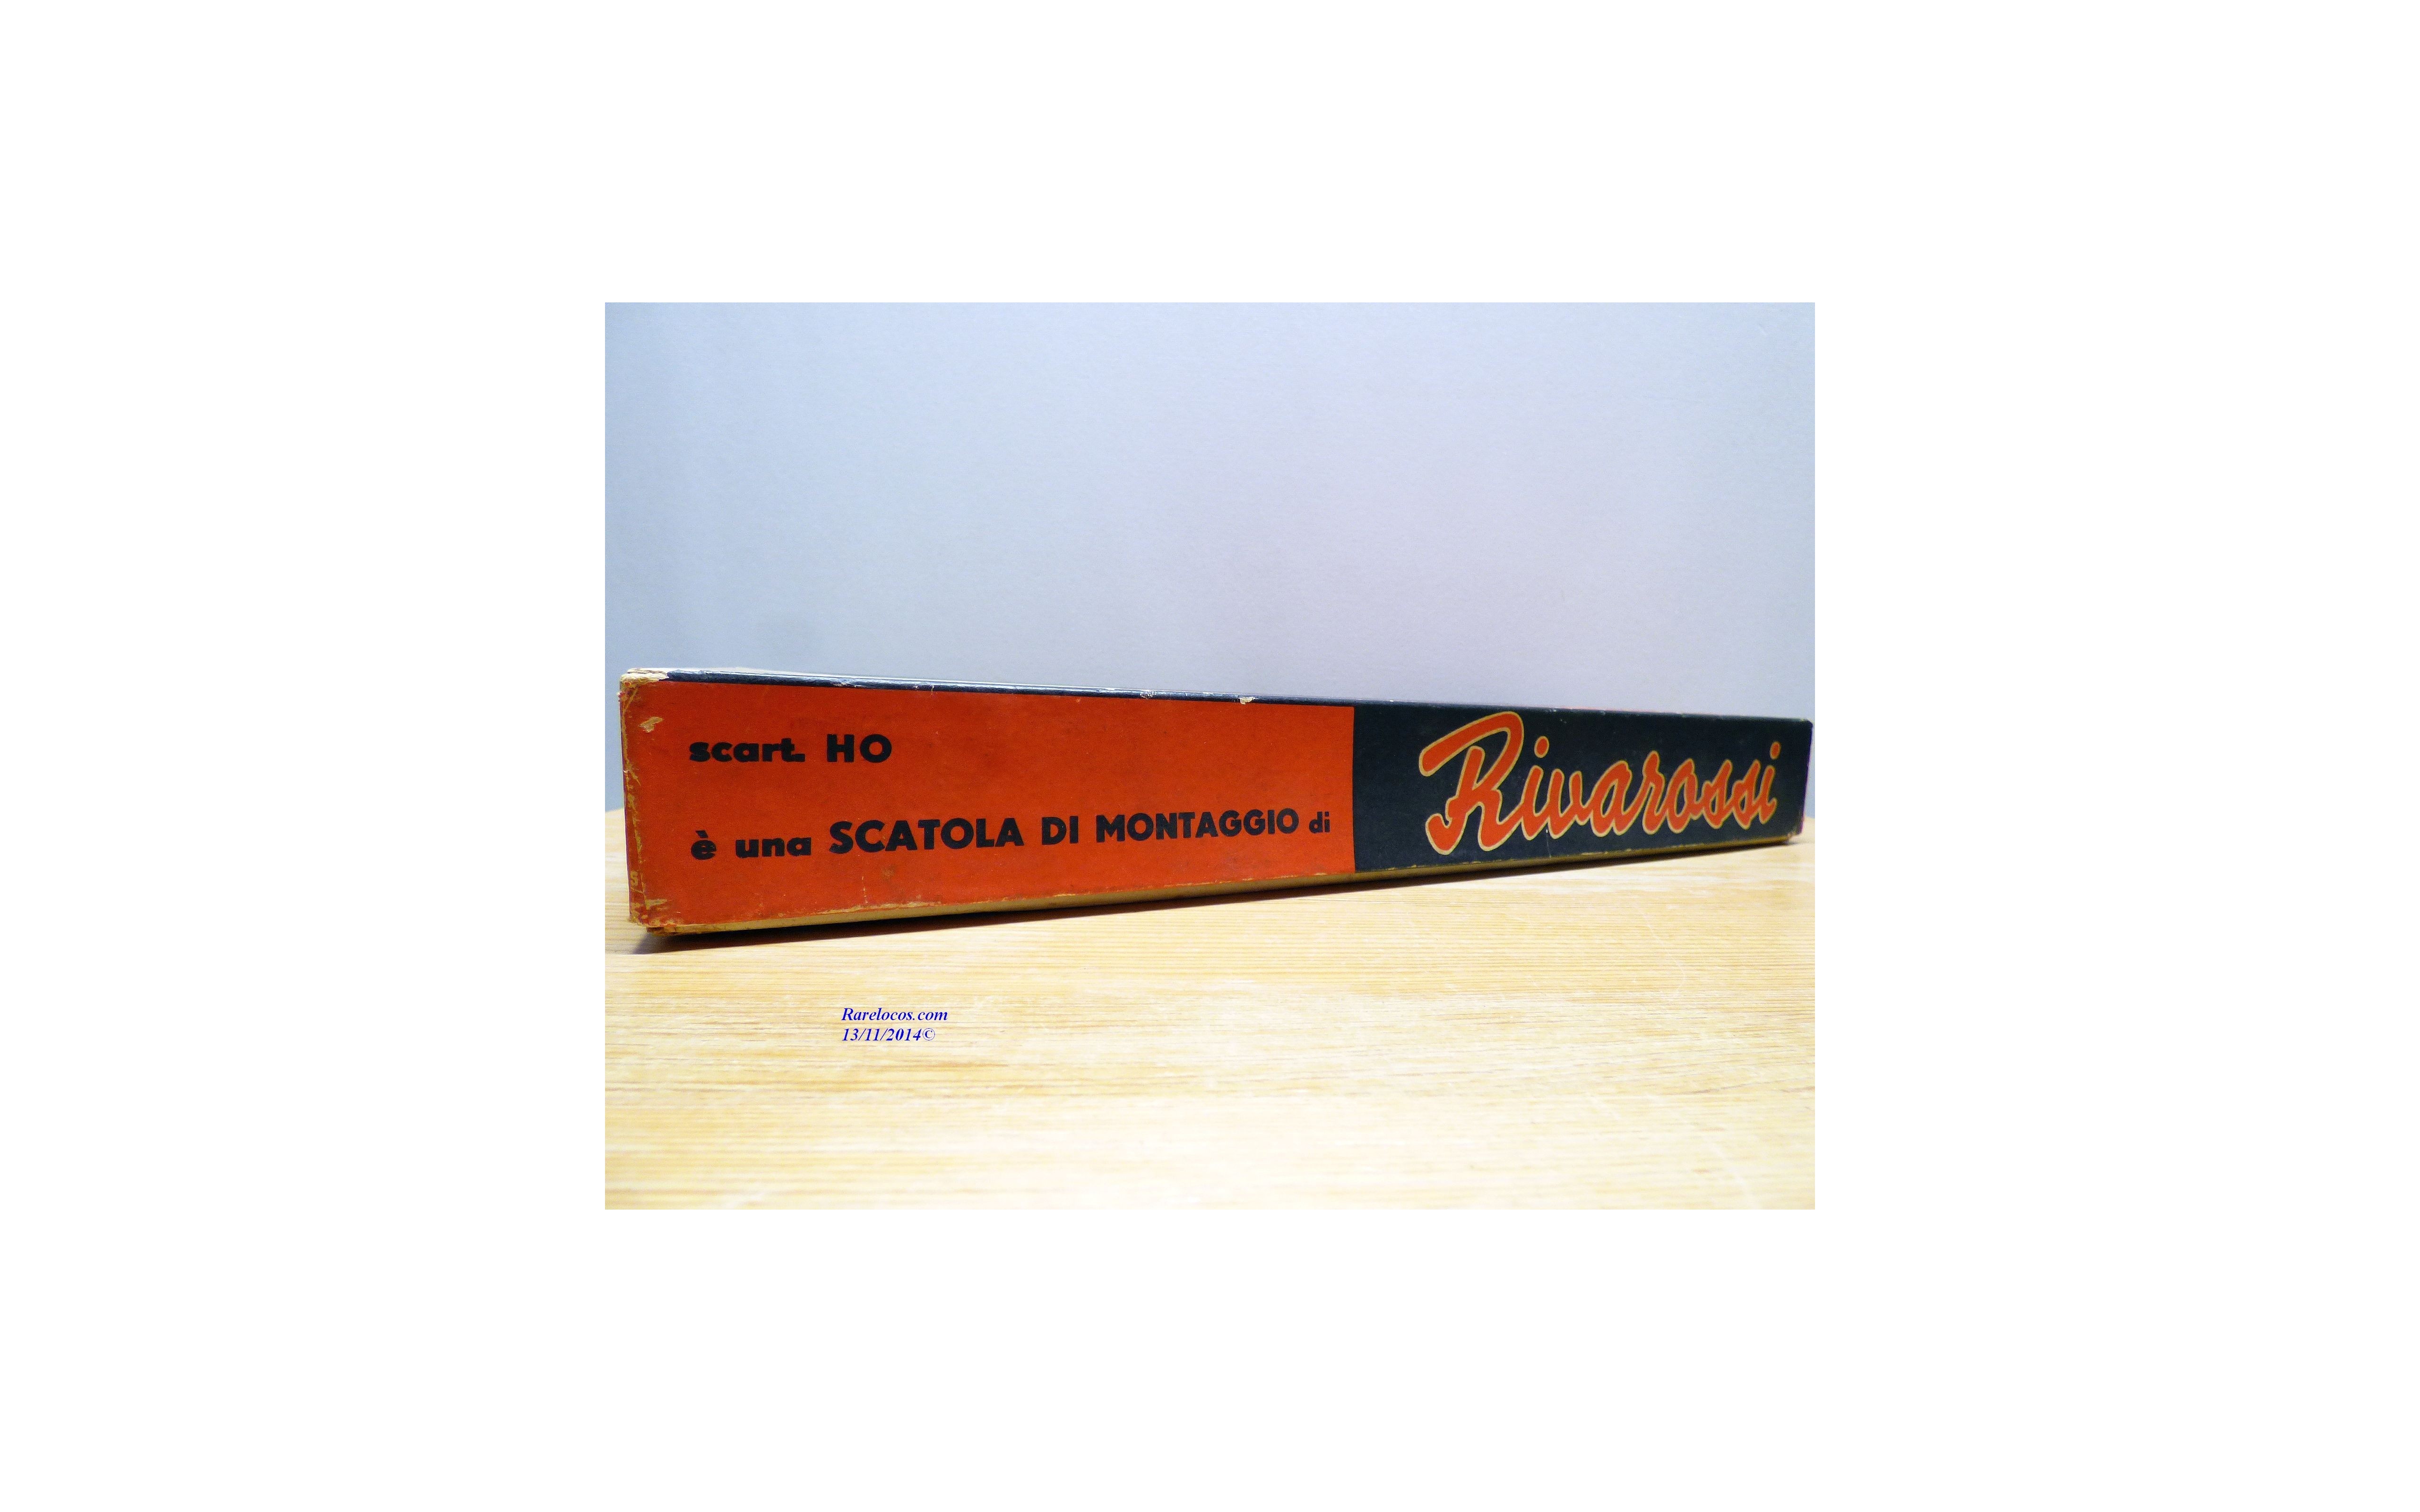 scart. HO
è una SCATOLA DI MONTAGGIO di
Rivarossi
Rarelocos.com
13/11/2014©